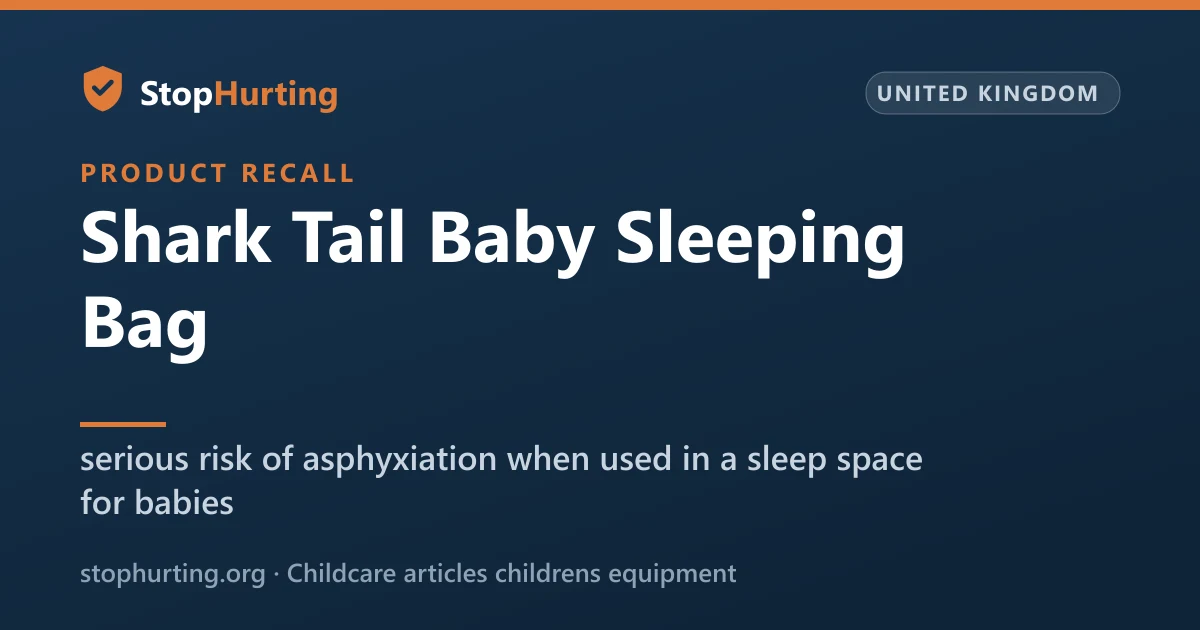 StopHurting
UNITED KINGDOM
PRODUCT RECALL
Shark Tail Baby Sleeping
Bag
serious risk of asphyxiation when used in a sleep space
for babies
stophurting.org · Childcare articles childrens equipment